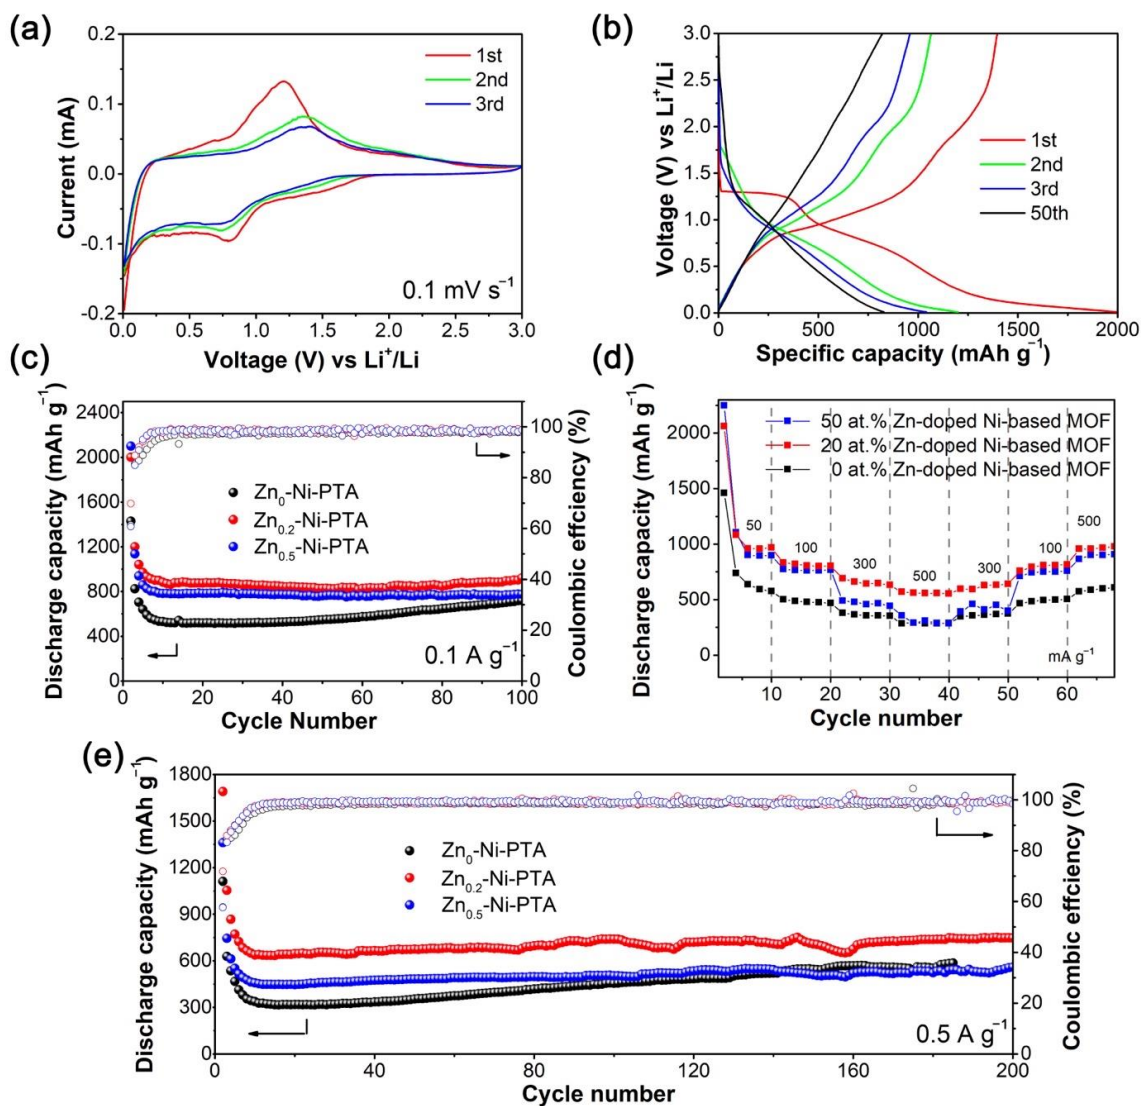 (a)
0.2
0.1
0.0
-0.1
-0.2
Current (mA)
1st
2nd
3rd
0.1 mV s⁻¹
0.0 0.5 1.0 1.5 2.0 2.5 3.0
Voltage (V) vs Li⁺/Li
(b)
3.0
2.5
2.0
1.5
1.0
0.5
0.0
Voltage (V) vs Li⁺/Li
1st
2nd
3rd
50th
0 500 1000 1500 2000
Specific capacity (mAh g⁻¹)
(c)
2400
2200
2000
1600
1200
800
400
0
Discharge capacity (mAh g⁻¹)
Zn₀-Ni-PTA
Zn₀.₂-Ni-PTA
Zn₀.₅-Ni-PTA
0.1 A g⁻¹
100
80
60
40
20
0
Coulombic effciency (%)
0 20 40 60 80 100
Cycle Number
(d)
2000
1500
1000
500
0
Discharge capacity (mAh g⁻¹)
50 at.% Zn-doped Ni-based MOF
20 at.% Zn-doped Ni-based MOF
0 at.% Zn-doped Ni-based MOF
50
100
300
500
300
100
500
mA g⁻¹
10 20 30 40 50 60
Cycle number
(e)
1800
1500
1200
900
600
300
0
Discharge capacity (mAh g⁻¹)
Zn₀-Ni-PTA
Zn₀.₂-Ni-PTA
Zn₀.₅-Ni-PTA
0.5 A g⁻¹
100
80
60
40
20
0
Coulombic effciency (%)
0 40 80 120 160 200
Cycle number